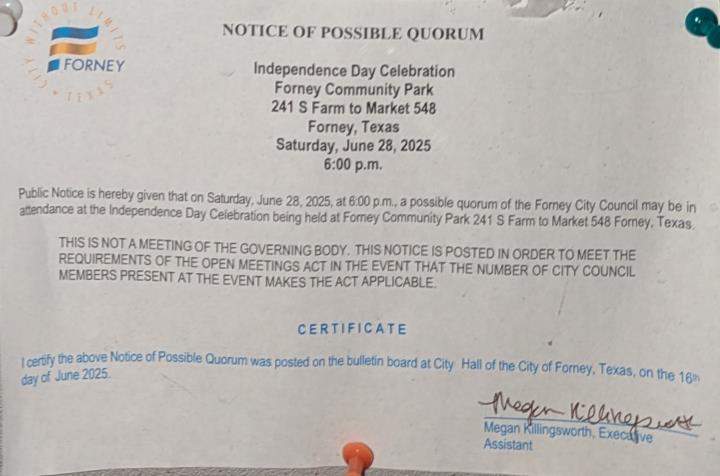 CITY WITHOUT LIMITS
FORNEY
TEXAS
NOTICE OF POSSIBLE QUORUM
Independence Day Celebration
Forney Community Park
241 S Farm to Market 548
Forney, Texas
Saturday, June 28, 2025
6:00 p.m.
Public Notice is hereby given that on Saturday, June 28, 2025, at 6:00 p.m., a possible quorum of the Forney City Council may be in
attendance at the Independence Day Celebration being held at Forney Community Park 241 S Farm to Market 548 Forney, Texas.
THIS IS NOT A MEETING OF THE GOVERNING BODY. THIS NOTICE IS POSTED IN ORDER TO MEET THE
REQUIREMENTS OF THE OPEN MEETINGS ACT IN THE EVENT THAT THE NUMBER OF CITY COUNCIL
MEMBERS PRESENT AT THE EVENT MAKES THE ACT APPLICABLE.
CERTIFICATE
I certify the above Notice of Possible Quorum was posted on the bulletin board at City Hall of the City of Forney, Texas, on the 16th
day of June 2025.
Megan Killingsworth
Megan Killingsworth, Executive
Assistant